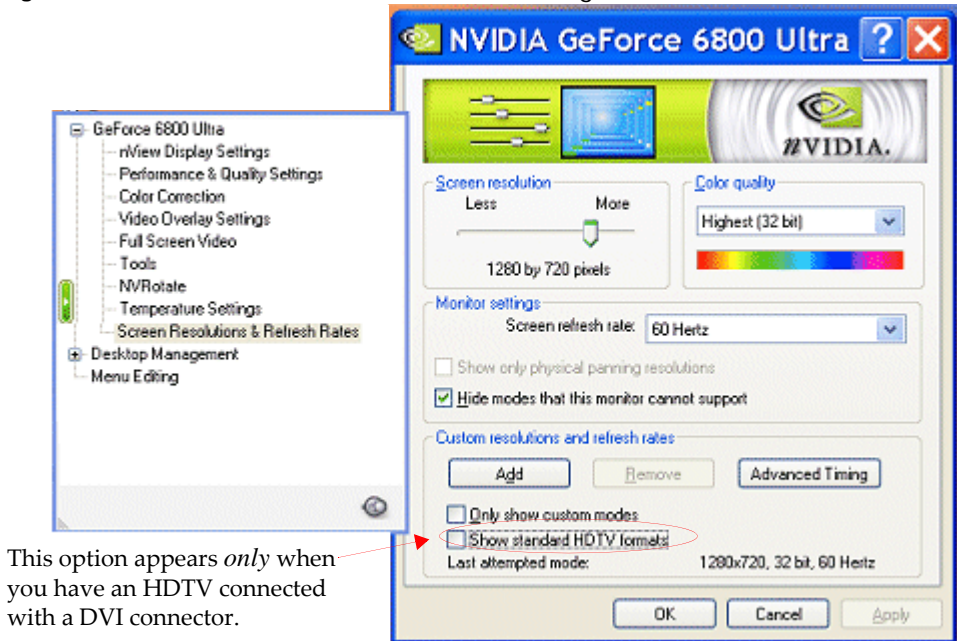 NVIDIA GeForce 6800 Ultra
nVIDIA.
GeForce 6800 Ultra
nView Display Settings
Performance & Quality Settings
Color Correction
Video Overlay Settings
Full Screen Video
Tools
NVRotate
Temperature Settings
Screen Resolutions & Refresh Rates
Desktop Management
Menu Editing
Screen resolution
Less More
1280 by 720 pixels
Color quality
Highest (32 bit)
Monitor settings
Screen refresh rate: 60 Hertz
Show only physical panning resolutions
Hide modes that this monitor cannot support
Custom resolutions and refresh rates
Add Remove Advanced Timing
Only show custom modes
Show standard HDTV formats
Last attempted mode: 1280x720, 32 bit, 60 Hertz
OK Cancel Apply
This option appears only when
you have an HDTV connected
with a DVI connector.